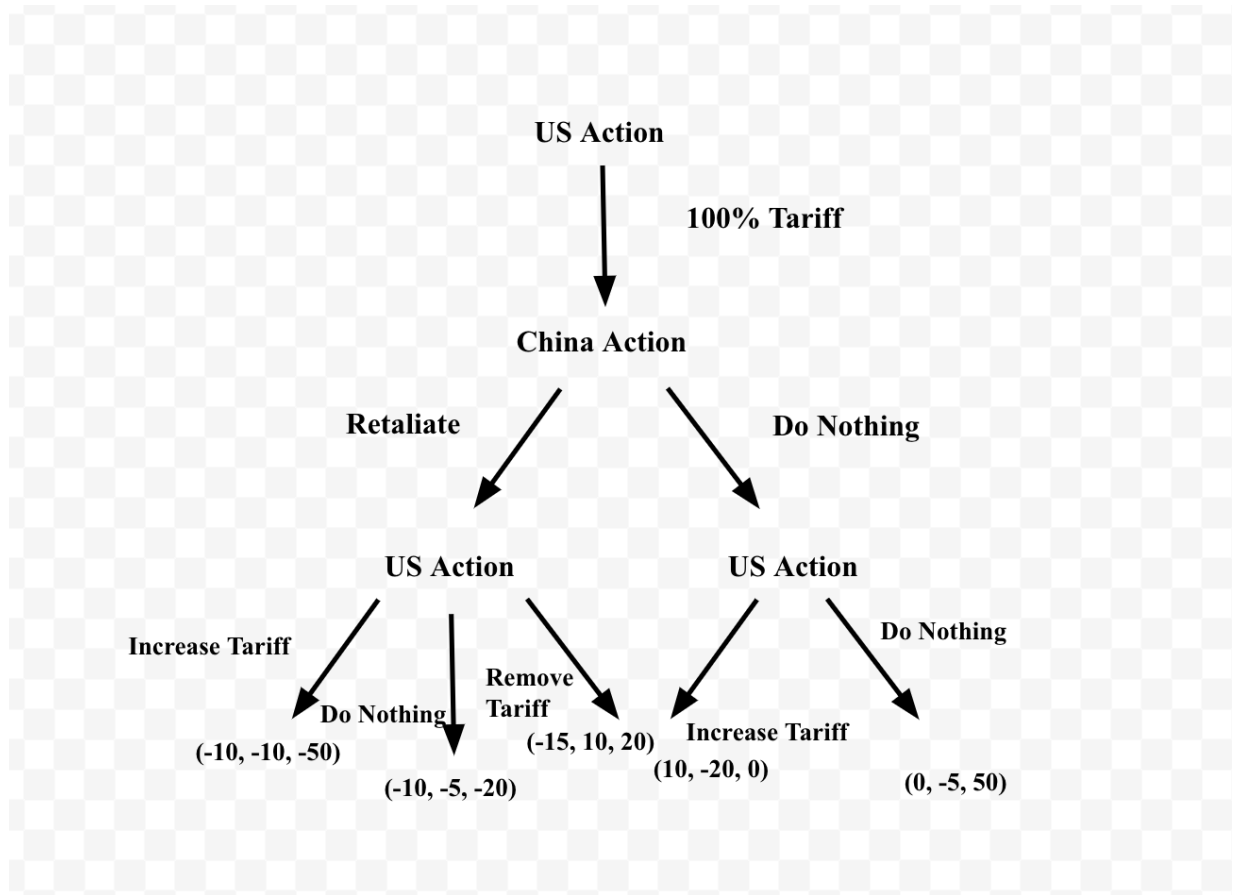 US Action
100% Tariff
China Action
Retaliate
Do Nothing
US Action
US Action
Increase Tariff
Do Nothing
Remove
Tariff
Do Nothing
Increase Tariff
(-10, -10, -50)
(-10, -5, -20)
(-15, 10, 20)
(10, -20, 0)
(0, -5, 50)